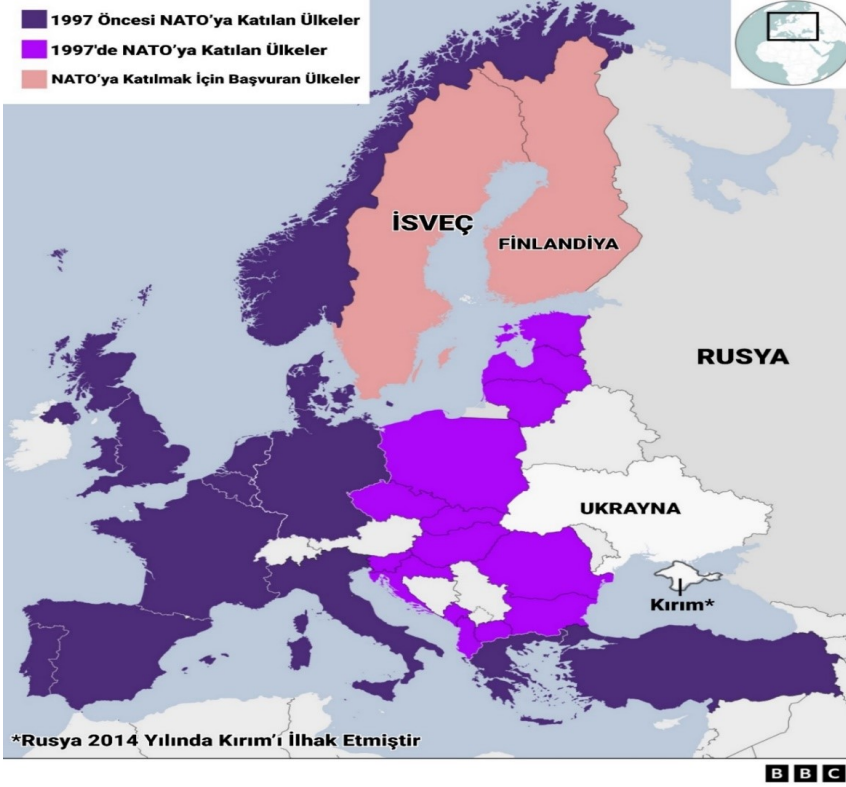 1997 Öncesi NATO'ya Katılan Ülkeler
1997'de NATO'ya Katılan Ülkeler
NATO'ya Katılmak İçin Başvuran Ülkeler
İSVEÇ
FİNLANDİYA
RUSYA
UKRAYNA
Kırım*
*Rusya 2014 Yılında Kırım'ı İlhak Etmiştir
BBC